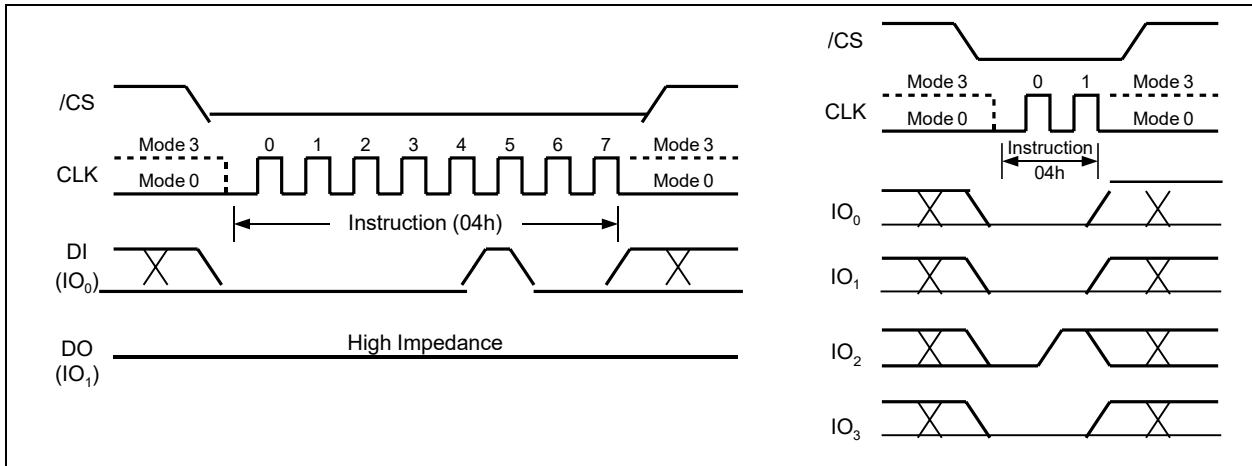 /CS
Mode 3 0 1 2 3 4 5 6 7 Mode 3
CLK Mode 0 Mode 0
Instruction (04h)
DI
(IO0)
DO High Impedance
(IO1)
/CS
Mode 3 0 1 Mode 3
CLK Mode 0 Mode 0
Instruction
04h
IO0
IO1
IO2
IO3